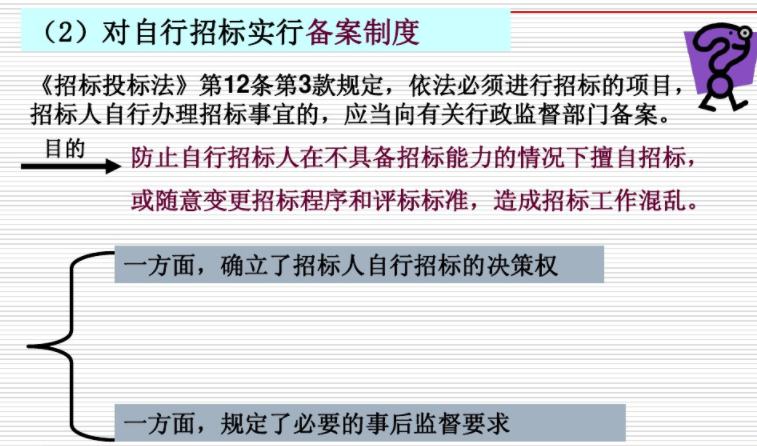 （2）对自行招标实行备案制度
《招标投标法》第12条第3款规定，依法必须进行招标的项目，
招标人自行办理招标事宜的，应当向有关行政监督部门备案。
目的
防止自行招标人在不具备招标能力的情况下擅自招标，
或随意变更招标程序和评标标准，造成招标工作混乱。
一方面，确立了招标人自行招标的决策权
一方面，规定了必要的事后监督要求